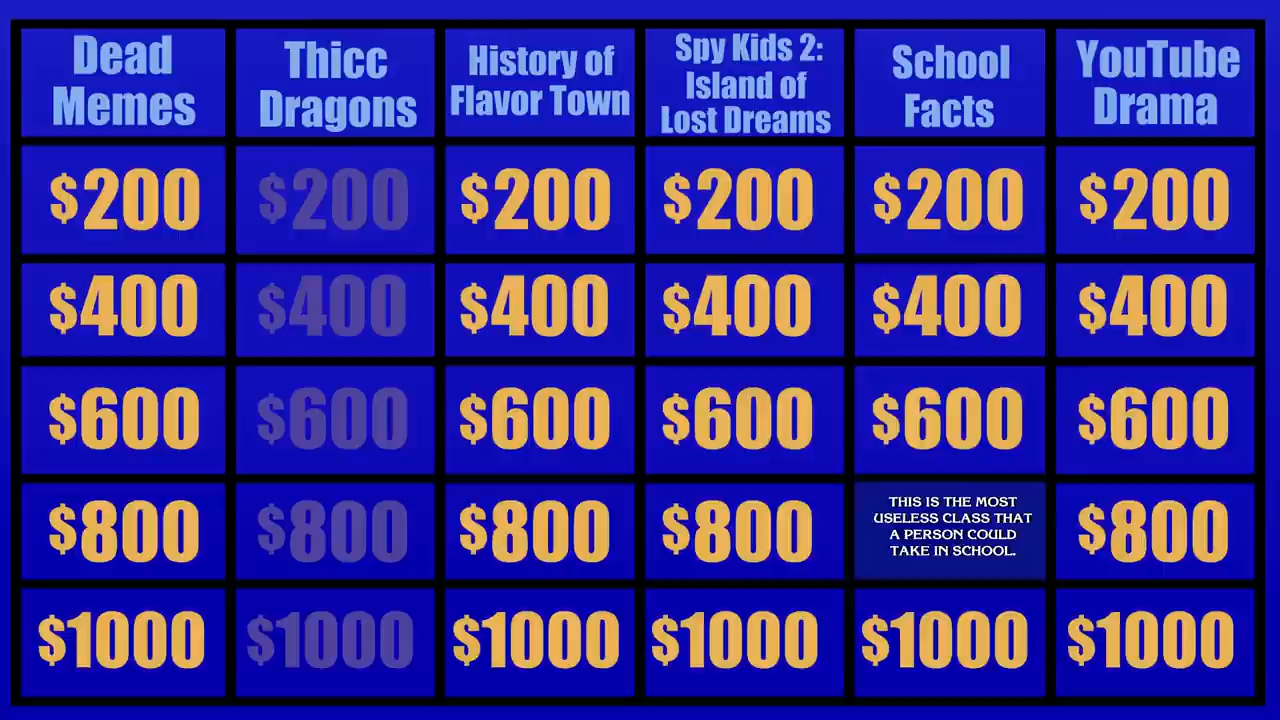 Dead
Memes
Thicc
Dragons
History of
Flavor Town
Spy Kids 2:
Island of
Lost Dreams
School
Facts
YouTube
Drama
$200 $200 $200 $200 $200 $200
$400 $400 $400 $400 $400 $400
$600 $600 $600 $600 $600 $600
$800 $800 $800 $800
THIS IS THE MOST
USELESS CLASS THAT
A PERSON COULD
TAKE IN SCHOOL.
$800
$1000 $1000 $1000 $1000 $1000 $1000